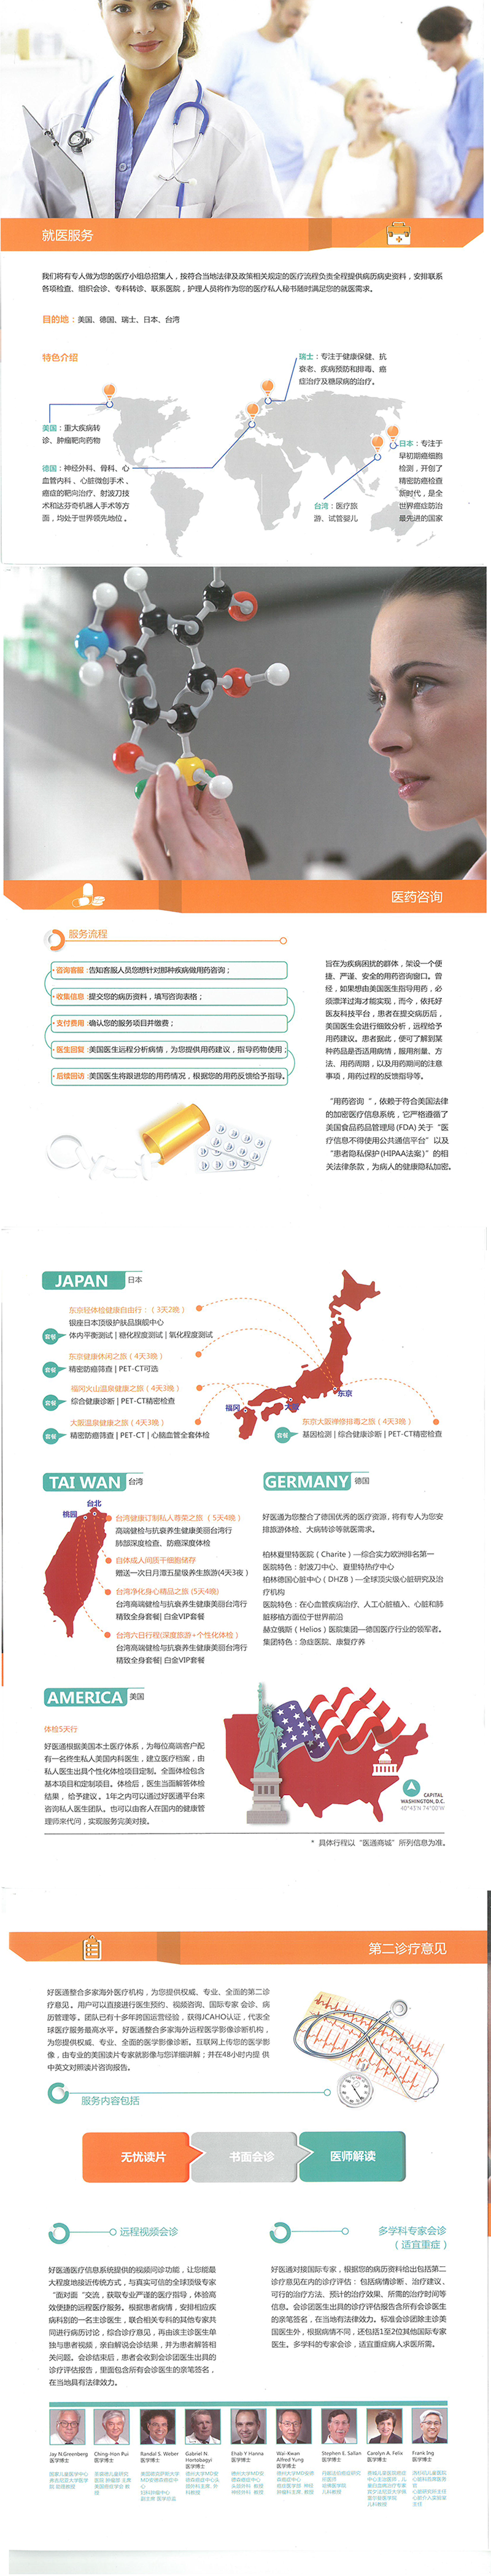 就医服务
我们将有专人做为您的医疗小组总招集人，按符合当地法律及政策相关规定的医疗流程负责全程提供病历病史资料，安排联系
各项检查、组织会诊、专科转诊、联系医院，护理人员将作为您的医疗私人秘书随时满足您的就医需求。
目的地：美国、德国、瑞士、日本、台湾
特色介绍
瑞士：专注于健康保健、抗
衰老、疾病预防和排毒、癌
症治疗及糖尿病的治疗。
美国：重大疾病转
诊、肿瘤靶向药物
德国：神经外科、骨科、心
血管内科 、心脏微创手术、
癌症的靶向治疗、射波刀技
术和达芬奇机器人手术等方
面，均处于世界领先地位。
台湾：医疗旅
游、试管婴儿
日本：专注于
早初期癌细胞
检测，开创了
精密防癌检查
新时代，是全
世界癌症防治
最先进的国家
医药咨询
服务流程
咨询客服：告知客服人员您想针对那种疾病做用药咨询；
收集信息：提交您的病历资料，填写咨询表格；
支付费用：确认您的服务项目并缴费；
医生回复：美国医生远程分析病情，为您提供用药建议，指导药物使用；
后续回访：美国医生将跟进您的用药情况，根据您的用药反馈给予指导。
旨在为疾病困扰的群体，架设一个便
捷、严谨、安全的用药咨询窗口。曾
经，如果想由美国医生指导用药，必
须漂洋过海才能实现，而今，依托好
医友科技平台，患者在提交病历后，
美国医生会进行细致分析，远程给予
用药建议。患者据此，便可了解到某
种药品是否适用病情，服用剂量、方
法、用药周期，以及用药期间的注意
事项，用药过程的反馈指导等。
“用药咨询 ”，依赖于符合美国法律
的加密医疗信息系统，它严格遵循了
美国食品药品管理局(FDA)关于“医
疗信息不得使用公共通信平台”以及
“患者隐私保护(HIPAA法案)”的相
关法律条款，为病人的健康隐私加密。
JAPAN 日本
东京轻体检健康自由行：（3天2晚）
银座日本顶级护肤品旗舰中心
套餐 体内平衡测试 | 糖化程度测试 | 氧化程度测试
东京健康休闲之旅（4天3晚）
套餐 精密防癌筛查 | PET-CT可选
福冈火山温泉健康之旅（4天3晚）
套餐 综合健康诊断 | PET-CT精密检查
大阪温泉健康之旅（4天3晚）
套餐 精密防癌筛查 | PET-CT | 心脑血管全套体检
东京
大阪
福冈
东京大阪禅修排毒之旅（4天3晚）
套餐 基因检测 | 综合健康诊断 | PET-CT精密检查
TAI WAN 台湾
台北
桃园
台湾健康订制私人尊荣之旅 （5天4晚）
高端健检与抗衰养生健康美丽台湾行
肺部深度检查、防癌深度体检
自体成人间质干细胞储存
赠送一次日月潭五星级养生旅游(4天3夜)
台湾净化身心精品之旅 (5天4晚)
台湾高端健检与抗衰养生健康美丽台湾行
精致全身套餐| 白金VIP套餐
台湾六日行程(深度旅游+个性化体检)
台湾高端健检与抗衰养生健康美丽台湾行
精致全身套餐| 白金VIP套餐
GERMANY 德国
好医通为您整合了德国优秀的医疗资源，将有专人为您安
排旅游体检、大病转诊等就医需求。
柏林夏里特医院（Charite）—综合实力欧洲排名第一
医院特色：射波刀中心、夏里特热疗中心
柏林德国心脏中心（DHZB）—全球顶尖级心脏研究及治
疗机构
医院特色：在心血管疾病治疗、人工心脏植入、心脏和肺
脏移植方面位于世界前沿
赫立俄斯（Helios）医院集团—德国医疗行业的领军者。
集团特色：急症医院、康复疗养
AMERICA 美国
体检5天行
好医通根据美国本土医疗体系，为每位高端客户配
有一名终生私人美国内科医生，建立医疗档案，由
私人医生出具个性化体检项目定制。全面体检包含
基本项目和定制项目。体检后，医生当面解答体检
结果，给予建议。1年之内可以通过好医通平台来
咨询私人医生团队。也可以由客人在国内的健康管
理师来代问，实现服务完美对接。
CAPITAL
WASHINGTON, D.C.
40°43'N 74°00'W
* 具体行程以“医通商城”所列信息为准。
第二诊疗意见
好医通整合多家海外医疗机构，为您提供权威、专业、全面的第二诊
疗意见。用户可以直接进行医生预约、视频咨询、国际专家 会诊、病
历管理等。团队已有十多年跨国运营经验，获得JCAHO认证，代表全
球医疗服务最高水平。好医通整合多家海外远程医学影像诊断机构，
为您提供权威、专业、全面的医学影像诊断。互联网上传您的医学影
像，由专业的美国读片专家就影像与您详细讲解；并在48小时内提 供
中英文对照读片咨询报告。
服务内容包括
无忧读片
书面会诊
医师解读
远程视频会诊
好医通医疗信息系统提供的视频问诊功能，让您能最
大程度地接近传统方式，与真实可信的全球顶级专家
“面对面”交流，获取专业严谨的医疗指导，体验高
效便捷的远程医疗服务。根据患者病情，安排相应疾
病科别的一名主诊医生，联合相关专科的其他专家共
同进行病历讨论，综合诊疗意见，再由该主诊医生单
独与患者视频，亲自解说会诊结果，并为患者解答相
关问题。会诊结束后，患者会收到会诊团医生出具的
诊疗评估报告，里面包含所有会诊医生的亲笔签名，
在当地具有法律效力。
多学科专家会诊
（适宜重症）
好医通对接国际专家，根据您的病历资料给出包括第二
诊疗意见在内的诊疗评估：包括病情诊断、治疗建议、
可行的治疗方法、预计的治疗效果、所需的治疗时间等
信息。会诊团医生出具的诊疗评估报告含所有会诊医生
的亲笔签名，在当地有法律效力。标准会诊团除主诊美
国医生外，根据病情不同，还包括1至2位其他国际专家
医生。多学科的专家会诊，适宜重症病人求医所需。
Jay N.Greenberg
医学博士
Ching-Hon Pui
医学博士
Randal S. Weber
医学博士
Gabriel N.
Hortobagyi
医学博士
Ehab Y Hanna
医学博士
Wai-Kwan
Alfred Yung
医学博士
Stephen E. Sallan
医学博士
Carolyn A. Felix
医学博士
Frank Ing
医学博士